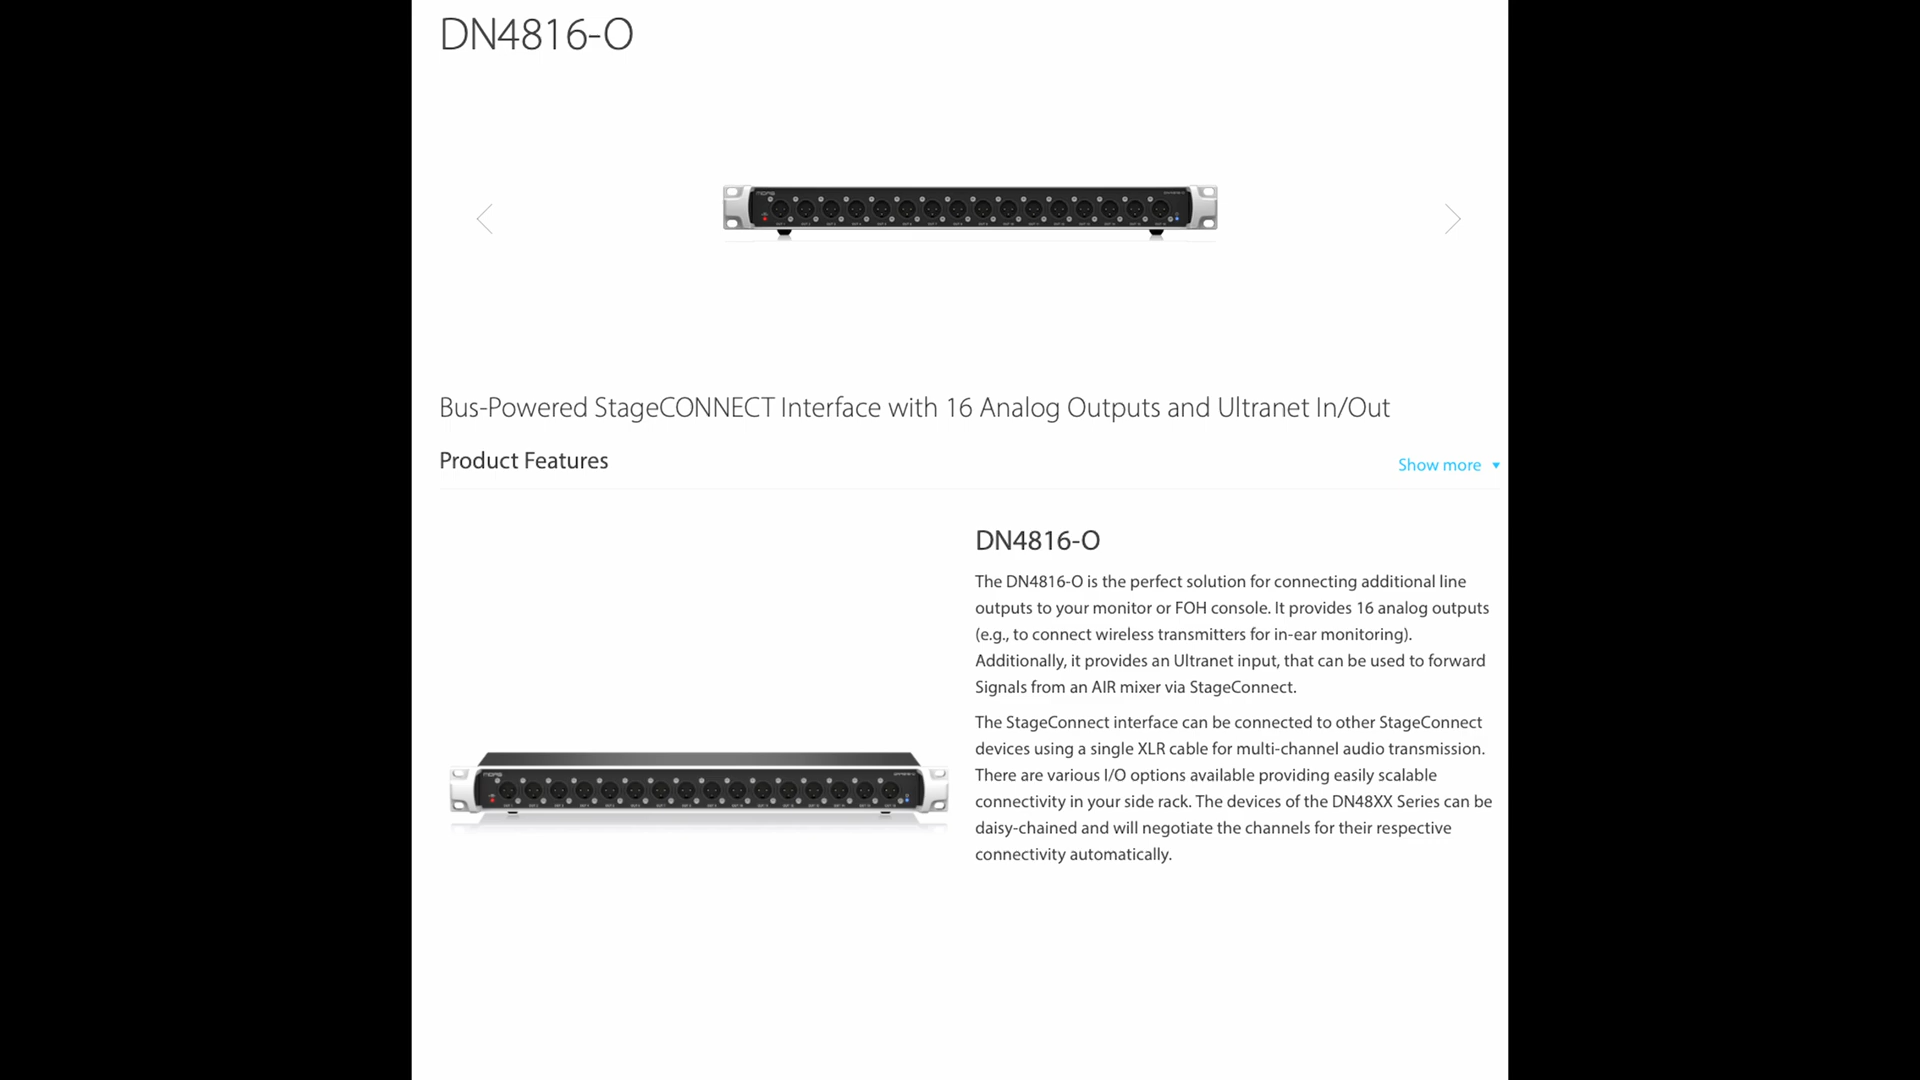 DN4816-O
MIDAS
Bus-Powered StageCONNECT Interface with 16 Analog Outputs and Ultranet In/Out
Product Features
Show more
DN4816-O
The DN4816-O is the perfect solution for connecting additional line
outputs to your monitor or FOH console. It provides 16 analog outputs
(e.g., to connect wireless transmitters for in-ear monitoring).
Additionally, it provides an Ultranet input, that can be used to forward
Signals from an AIR mixer via StageConnect.
The StageConnect interface can be connected to other StageConnect
devices using a single XLR cable for multi-channel audio transmission.
There are various I/O options available providing easily scalable
connectivity in your side rack. The devices of the DN48XX Series can be
daisy-chained and will negotiate the channels for their respective
connectivity automatically.
MIDAS